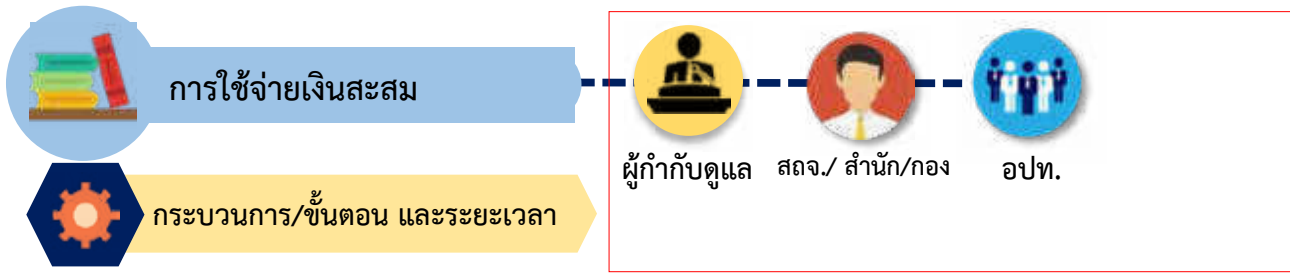 การใช้จ่ายเงินสะสม
ผู้กำกับดูแล
สถจ./ สำนัก/กอง
อปท.
กระบวนการ/ขั้นตอน และระยะเวลา